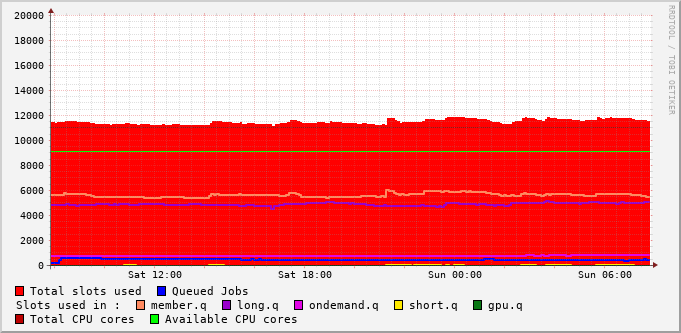 20000
18000
16000
14000
12000
10000
8000
6000
4000
2000
0
Sat 12:00 Sat 18:00 Sun 00:00 Sun 06:00
RRDTOOL / TOBI OETIKER
Total slots used Queued Jobs
Slots used in : member.q long.q ondemand.q short.q gpu.q
Total CPU cores Available CPU cores